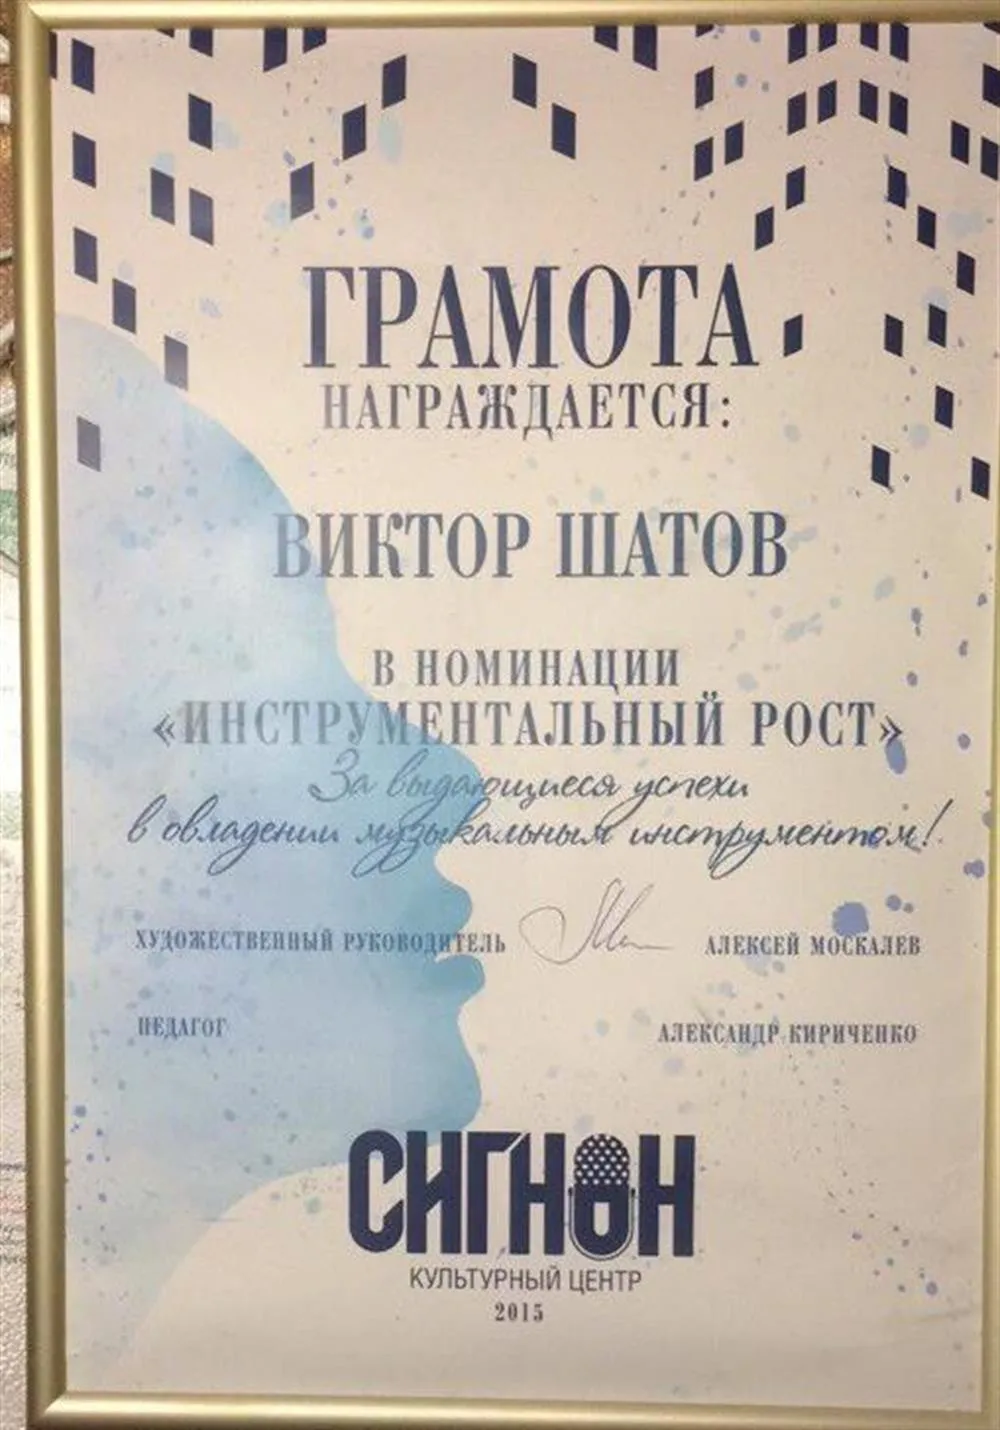 ГРАМОТА
НАГРАЖДАЕТСЯ:
ВИКТОР ШАТОВ
В НОМИНАЦИИ
«ИНСТРУМЕНТАЛЬНЫЙ РОСТ»
За выдающиеся успехи
в овладении музыкальным инструментом!
ХУДОЖЕСТВЕННЫЙ РУКОВОДИТЕЛЬ АЛЕКСЕЙ МОСКАЛЕВ
ПЕДАГОГ АЛЕКСАНДР КИРИЧЕНКО
СИГНОН
КУЛЬТУРНЫЙ ЦЕНТР
2015